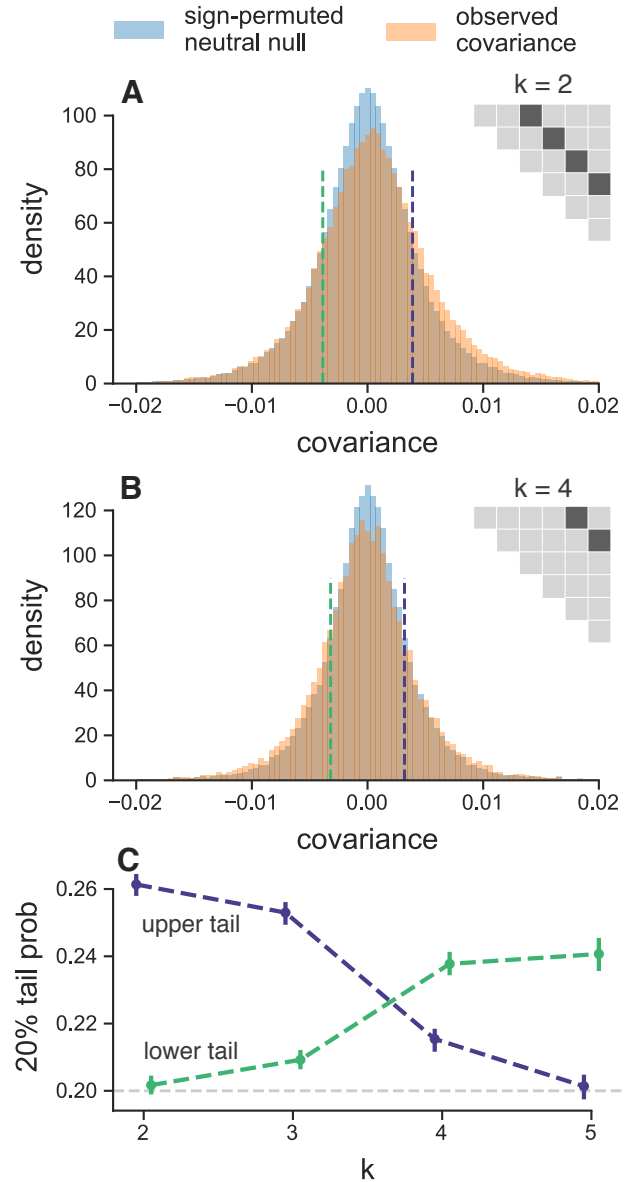 sign-permuted
neutral null
observed
covariance
A
k = 2
100
80
60
40
20
0
density
−0.02
−0.01
0.00
0.01
0.02
covariance
B
k = 4
120
100
80
60
40
20
0
density
−0.02
−0.01
0.00
0.01
0.02
covariance
C
0.26
0.24
0.22
0.20
20% tail prob
upper tail
lower tail
2
3
4
5
k